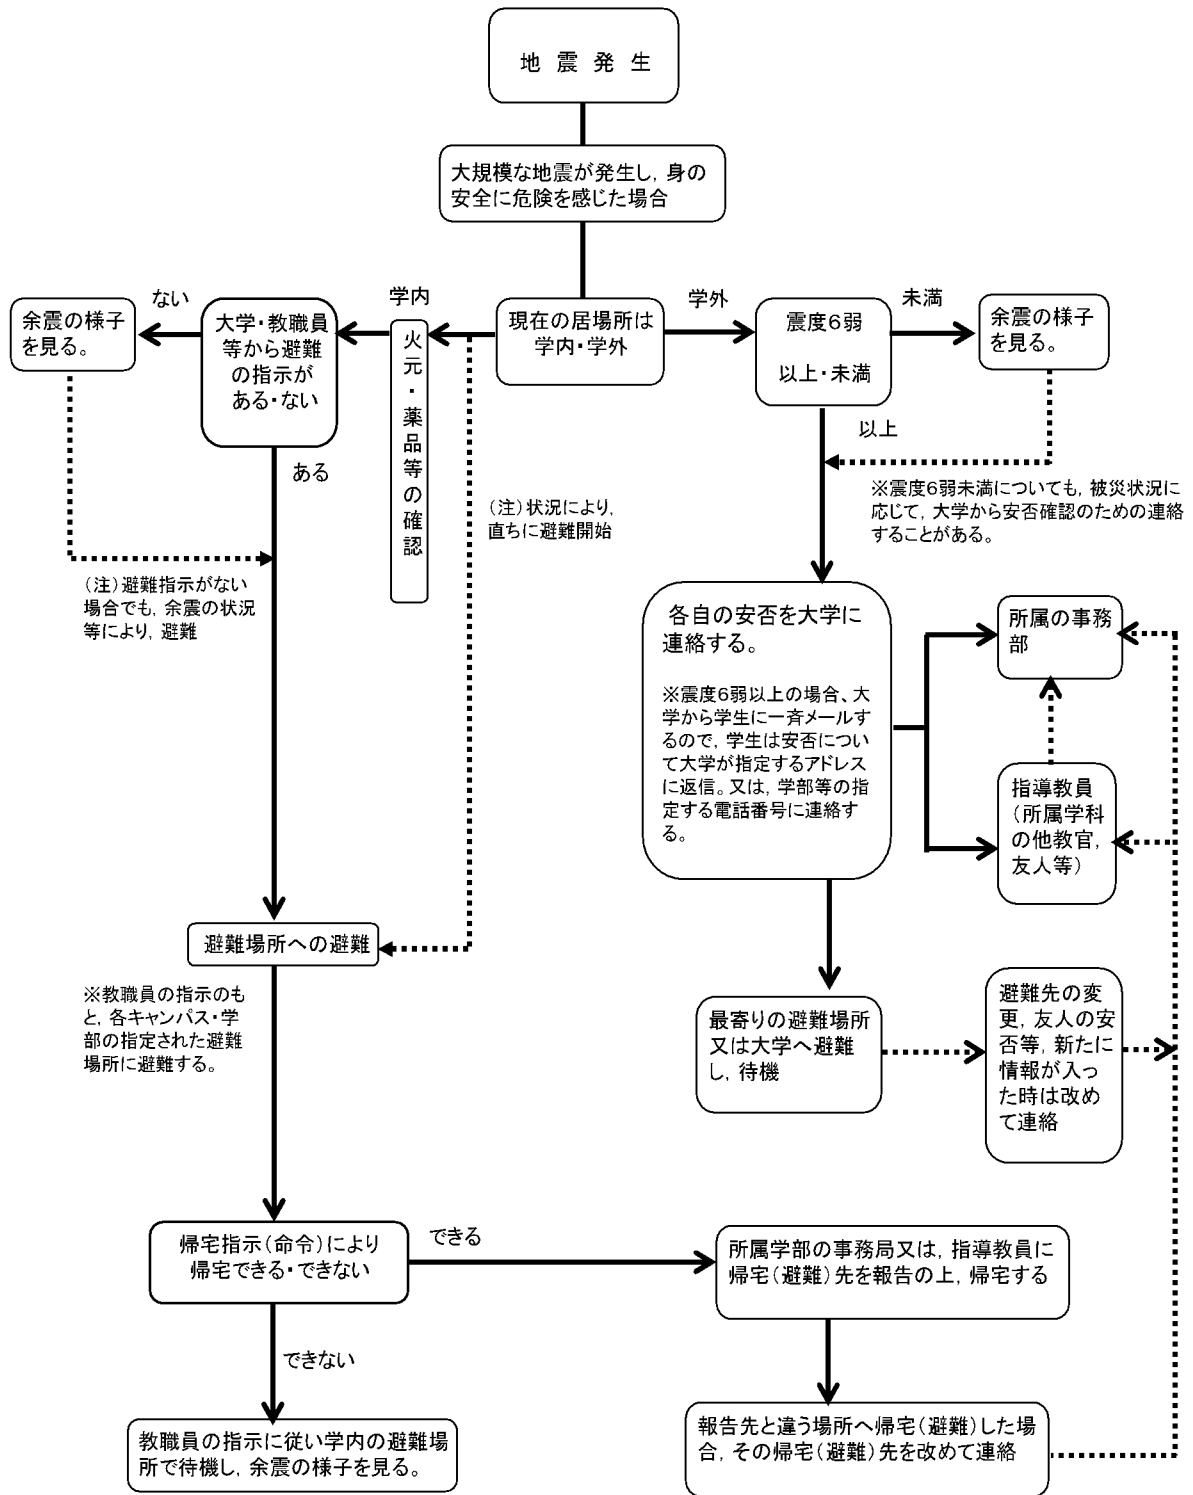 地 震 発 生
大規模な地震が発生し，身の
安全に危険を感じた場合
ない
学内
学外
未満
余震の様子
を見る。
大学・教職員
等から避難
の指示が
ある・ない
火元・薬品等の確認
現在の居場所は
学内・学外
震度６弱
以上・未満
余震の様子
を見る。
ある
以上
（注）状況により，
直ちに避難開始
※震度６弱未満についても，被災状況に
応じて，大学から安否確認のための連絡
することがある。
（注）避難指示がない
場合でも，余震の状況
等により，避難
各自の安否を大学に
連絡する。
※震度６弱以上の場合、大
学から学生に一斉メールす
るので，学生は安否につい
て大学が指定するアドレス
に返信。又は，学部等の指
定する電話番号に連絡す
る。
所属の事務
部
指導教員
（所属学科
の他教官，
友人等）
避難場所への避難
※教職員の指示のも
と，各キャンパス・学
部の指定された避難
場所に避難する。
最寄りの避難場所
又は大学へ避難
し，待機
避難先の変
更，友人の安
否等，新たに
情報が入っ
た時は改め
て連絡
帰宅指示（命令）により
帰宅できる・できない
できる
所属学部の事務局又は，指導教員に
帰宅（避難）先を報告の上，帰宅する
できない
教職員の指示に従い学内の避難場
所で待機し，余震の様子を見る。
報告先と違う場所へ帰宅（避難）した場
合，その帰宅（避難）先を改めて連絡